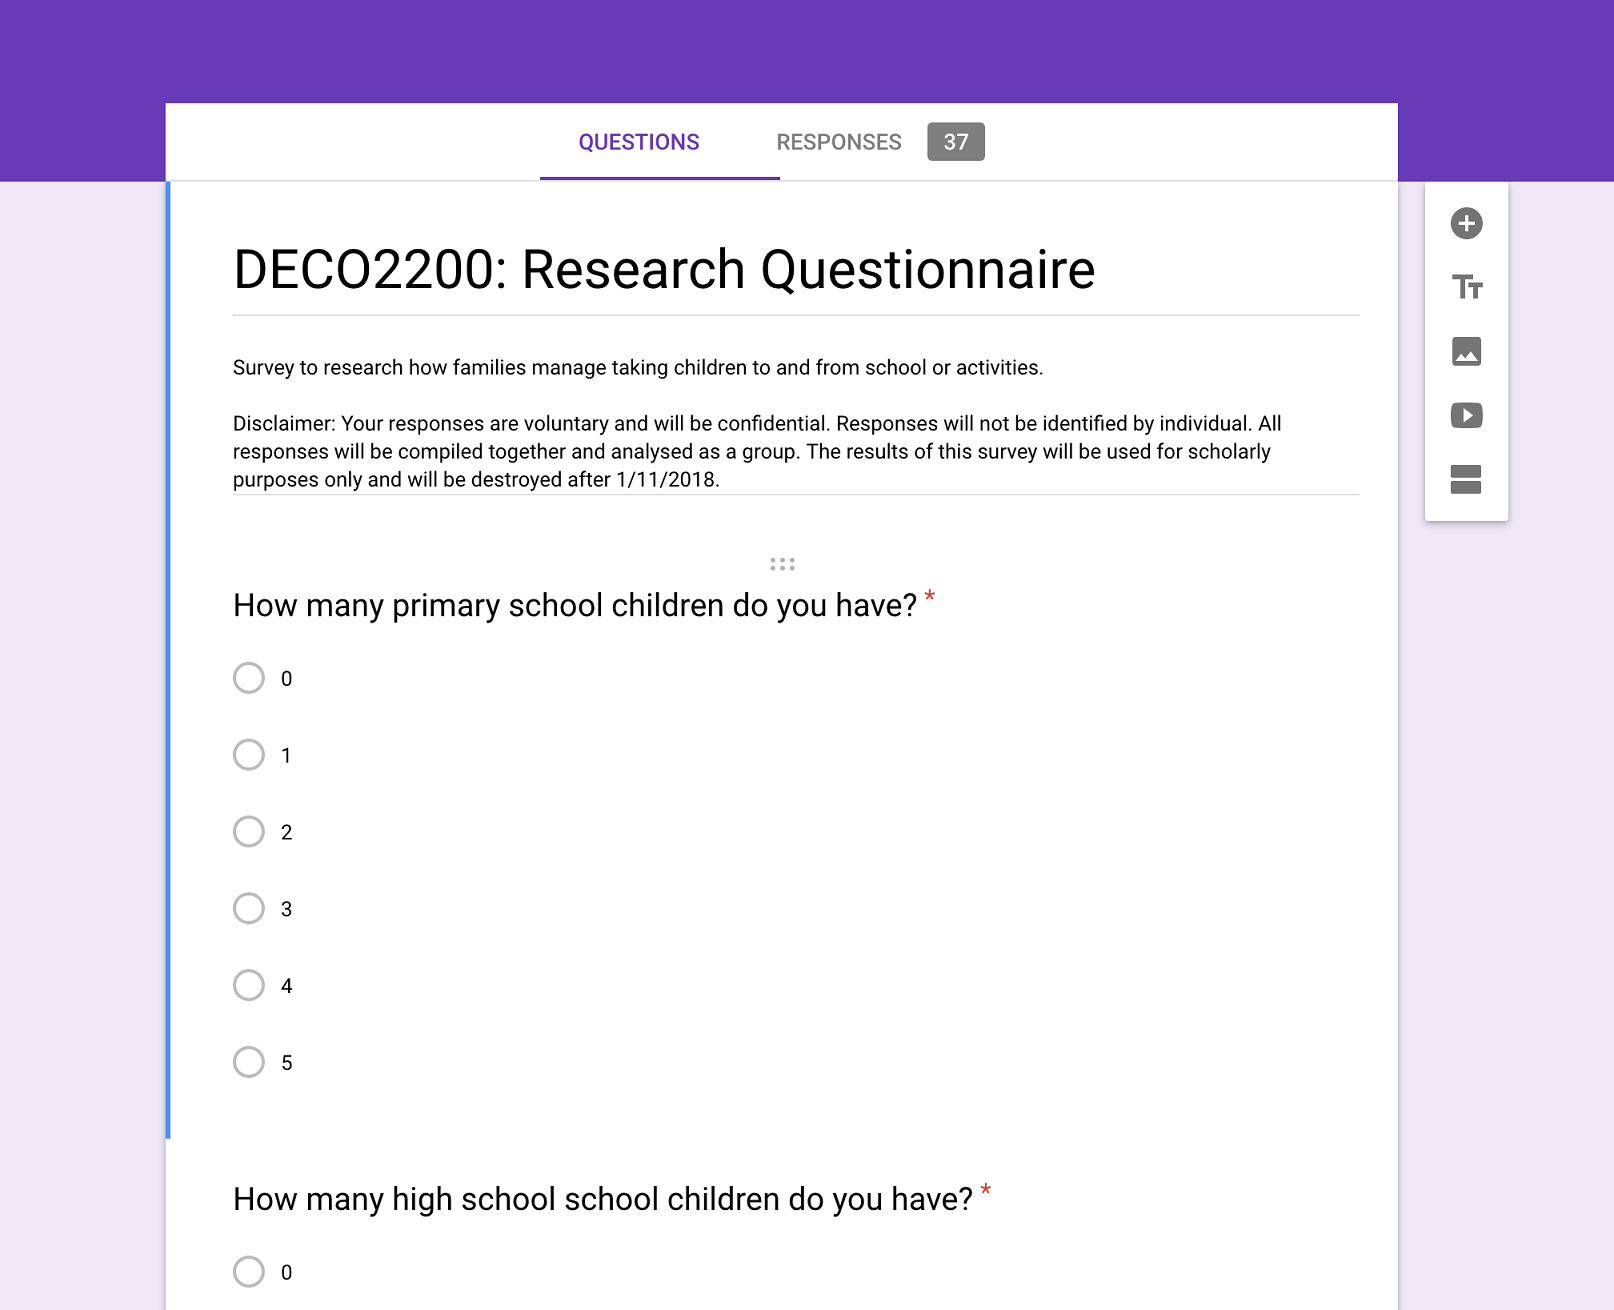 QUESTIONS RESPONSES 37
DECO2200: Research Questionnaire
Survey to research how families manage taking children to and from school or activities.
Disclaimer: Your responses are voluntary and will be confidential. Responses will not be identified by individual. All
responses will be compiled together and analysed as a group. The results of this survey will be used for scholarly
purposes only and will be destroyed after 1/11/2018.
How many primary school children do you have? *
0
1
2
3
4
5
How many high school school children do you have? *
0